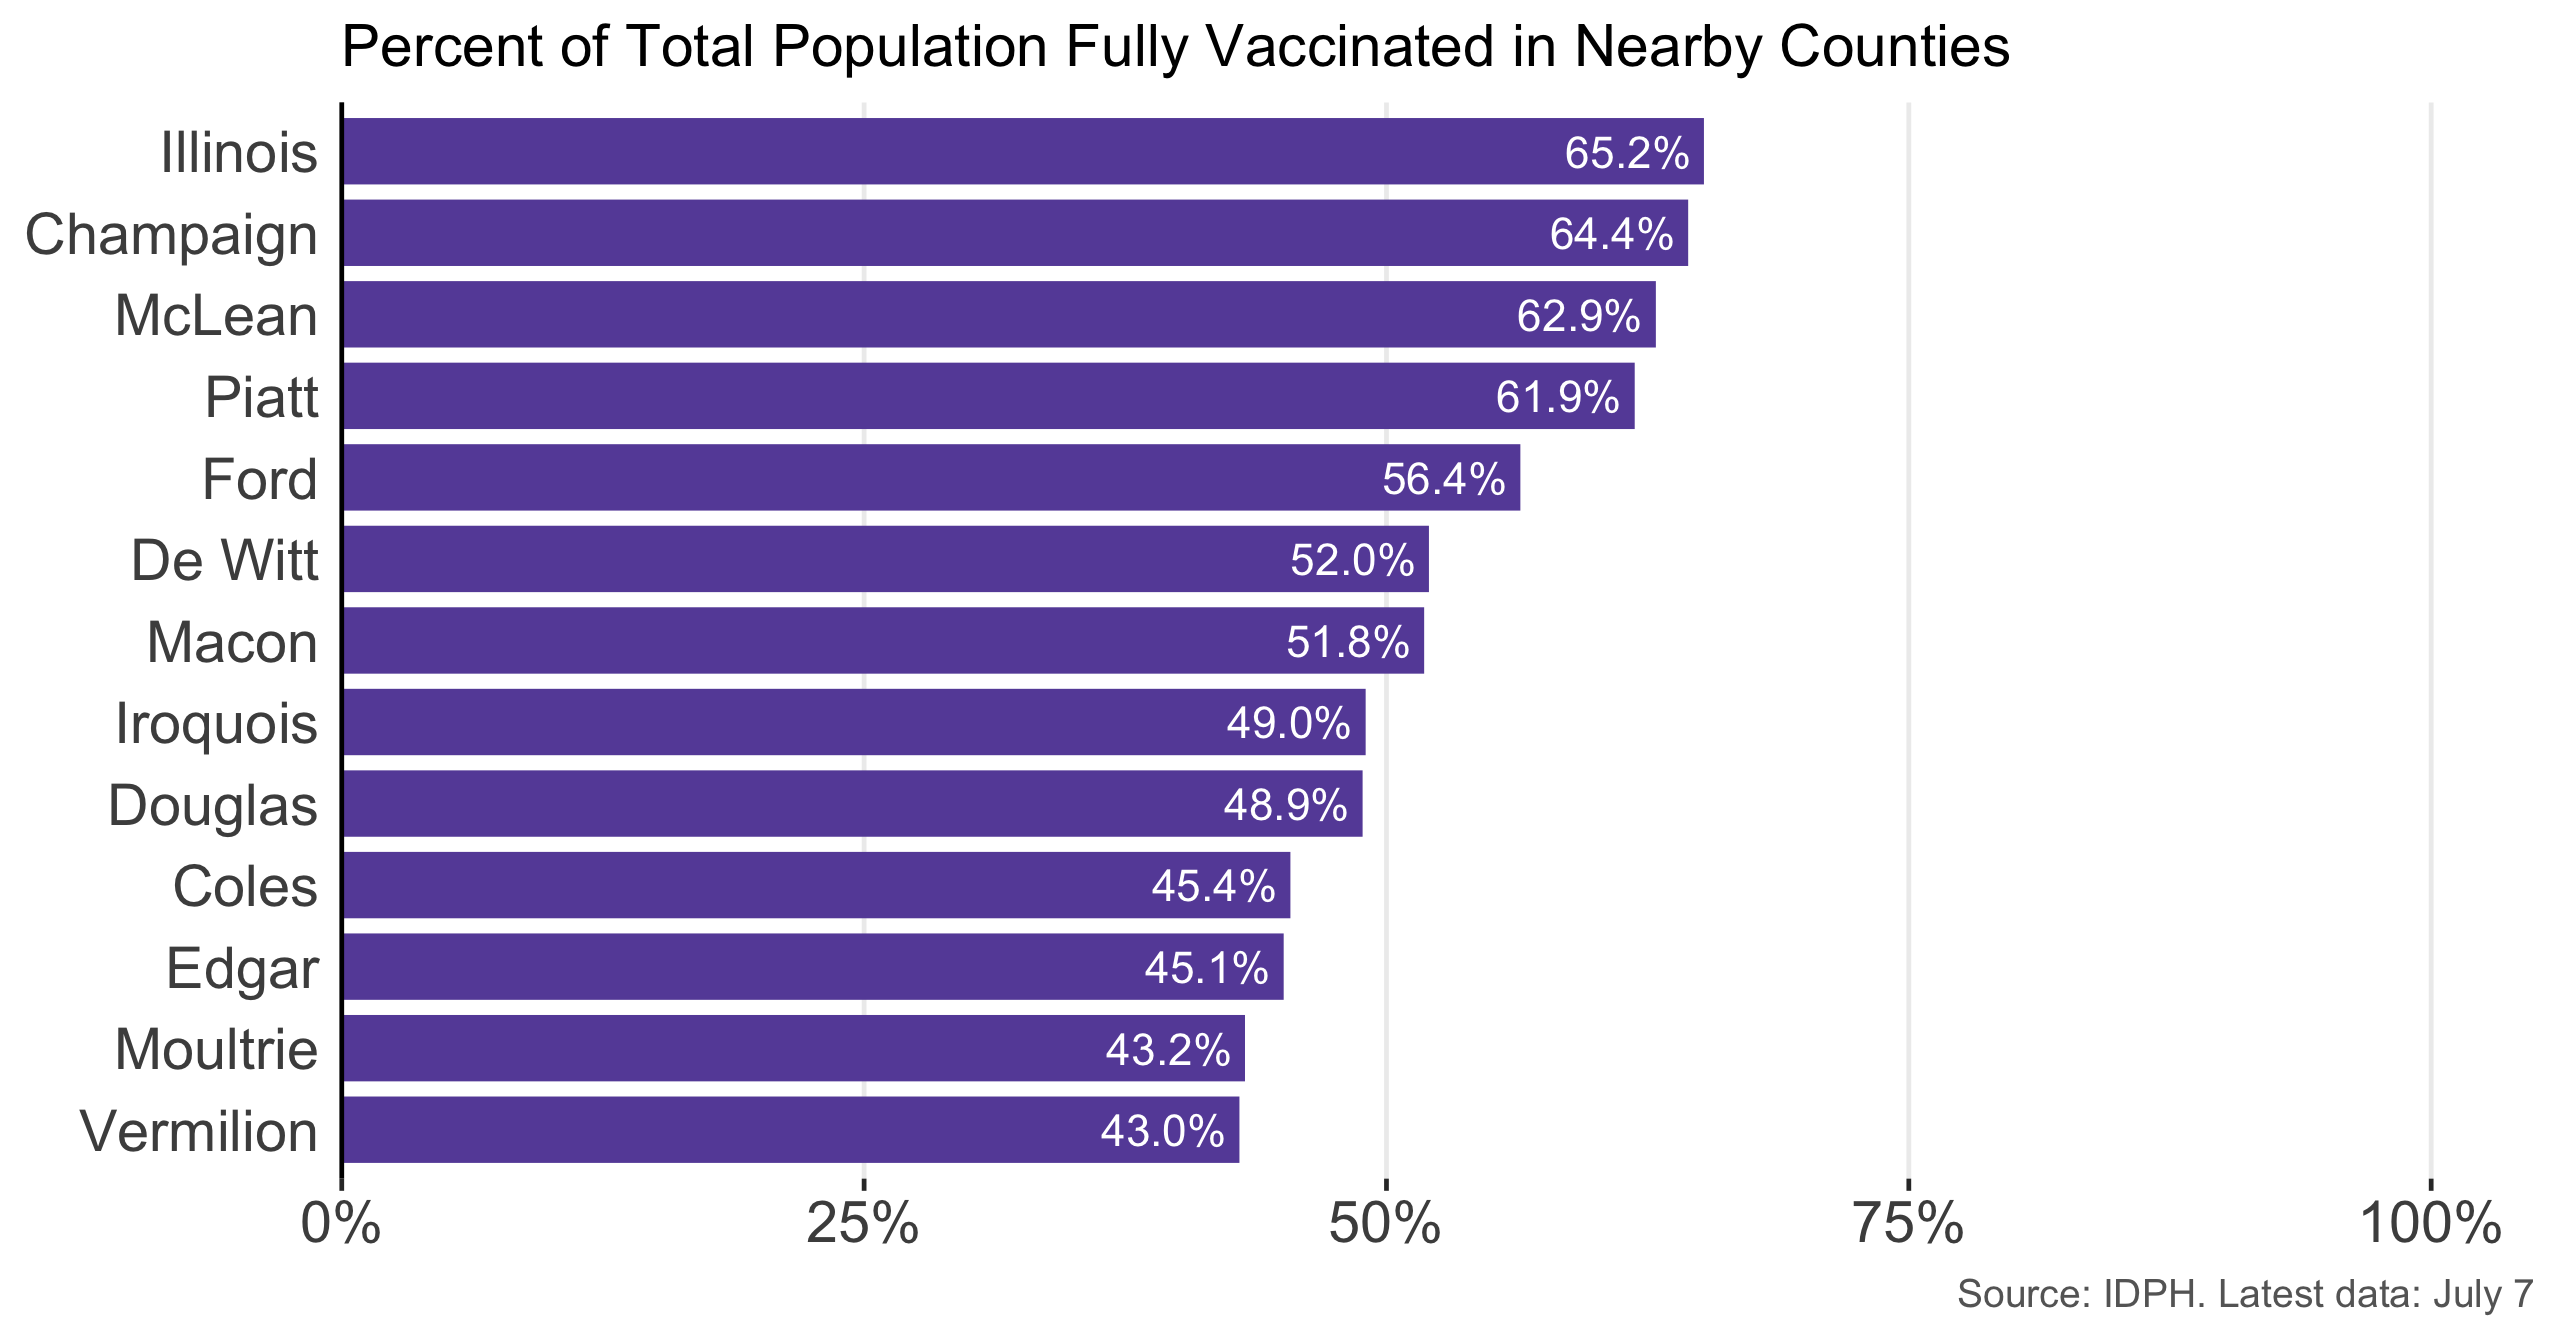 Percent of Total Population Fully Vaccinated in Nearby Counties
Illinois 65.2%
Champaign 64.4%
McLean 62.9%
Piatt 61.9%
Ford 56.4%
De Witt 52.0%
Macon 51.8%
Iroquois 49.0%
Douglas 48.9%
Coles 45.4%
Edgar 45.1%
Moultrie 43.2%
Vermilion 43.0%
0% 25% 50% 75% 100%
Source: IDPH. Latest data: July 7